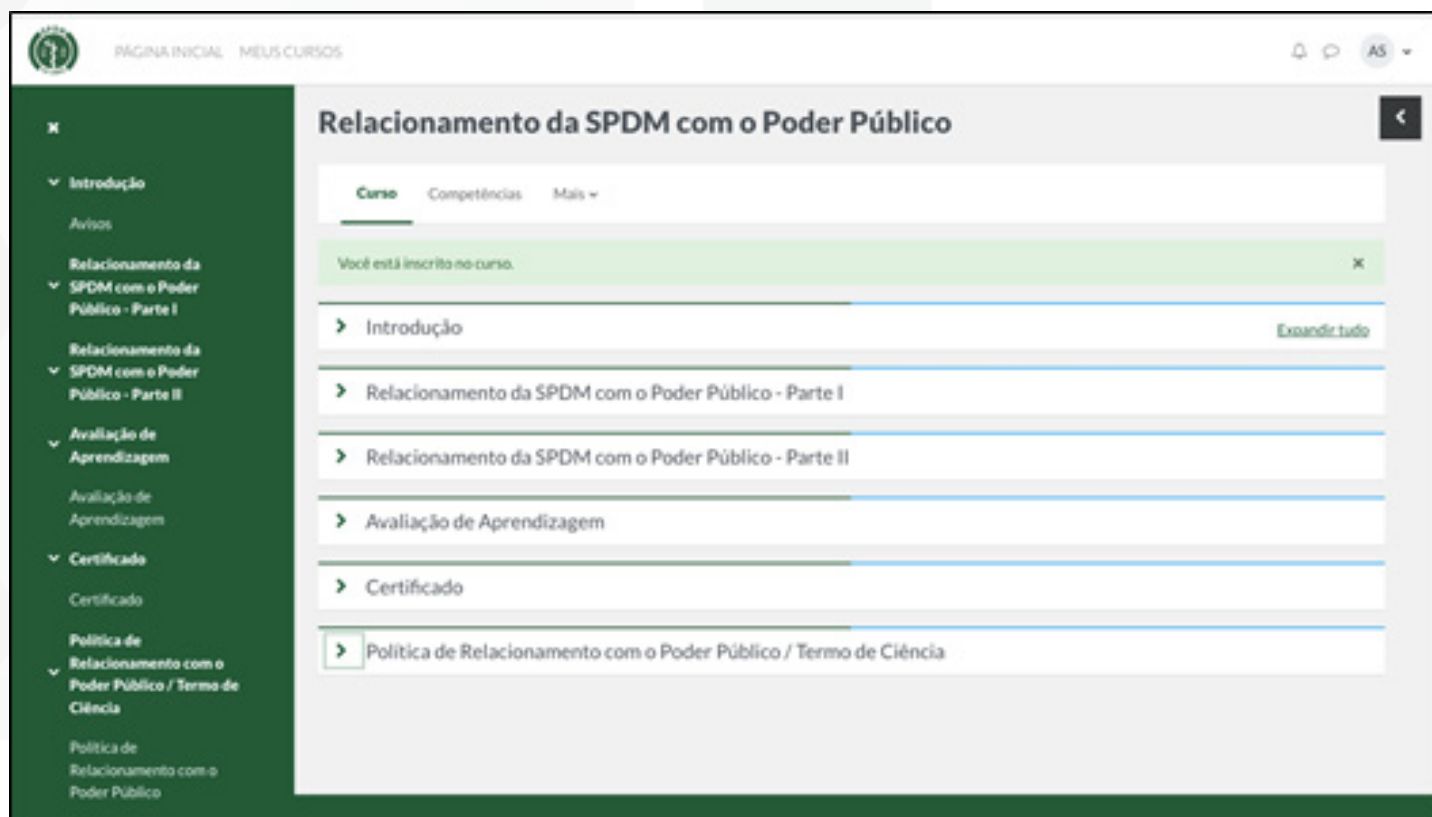 PÁGINA INICIAL MEUS CURSOS
AS
Introdução
Avisos
Relacionamento da
SPDM com o Poder
Público - Parte I
Relacionamento da
SPDM com o Poder
Público - Parte II
Avaliação de
Aprendizagem
Avaliação de
Aprendizagem
Certificado
Certificado
Política de
Relacionamento com o
Poder Público / Termo de
Ciência
Política de
Relacionamento com o
Poder Público
Relacionamento da SPDM com o Poder Público
Curso Competências Mais
Você está inscrito no curso.
Introdução Expandir tudo
Relacionamento da SPDM com o Poder Público - Parte I
Relacionamento da SPDM com o Poder Público - Parte II
Avaliação de Aprendizagem
Certificado
Política de Relacionamento com o Poder Público / Termo de Ciência